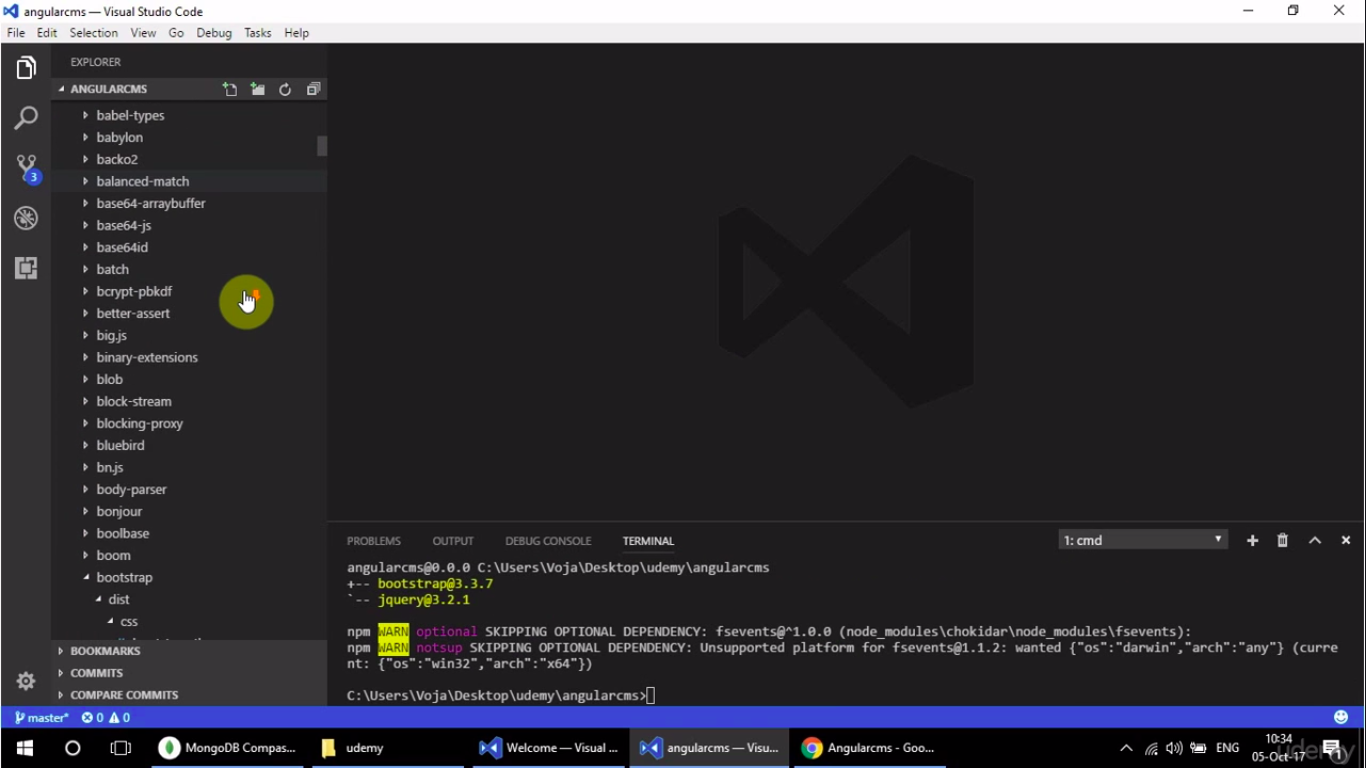 angularcms — Visual Studio Code
File Edit Selection View Go Debug Tasks Help
EXPLORER
ANGULARCMS
babel-types
babylon
backo2
balanced-match
base64-arraybuffer
base64-js
base64id
batch
bcrypt-pbkdf
better-assert
big.js
binary-extensions
blob
block-stream
blocking-proxy
bluebird
bn.js
body-parser
bonjour
boolbase
boom
bootstrap
dist
css
BOOKMARKS
COMMITS
COMPARE COMMITS
3
PROBLEMS OUTPUT DEBUG CONSOLE TERMINAL
1: cmd
angularcms@0.0.0 C:\Users\Voja\Desktop\udemy\angularcms
+-- bootstrap@3.3.7
`-- jquery@3.2.1
npm WARN optional SKIPPING OPTIONAL DEPENDENCY: fsevents@^1.0.0 (node_modules\chokidar\node_modules\fsevents):
npm WARN notsup SKIPPING OPTIONAL DEPENDENCY: Unsupported platform for fsevents@1.1.2: wanted {"os":"darwin","arch":"any"} (curre
nt: {"os":"win32","arch":"x64"})
C:\Users\Voja\Desktop\udemy\angularcms>
master* 0 0
MongoDB Compas... udemy Welcome — Visual ... angularcms — Visu... Angularcms - Goo...
ENG
10:34
05-Oct-17
1
udemy